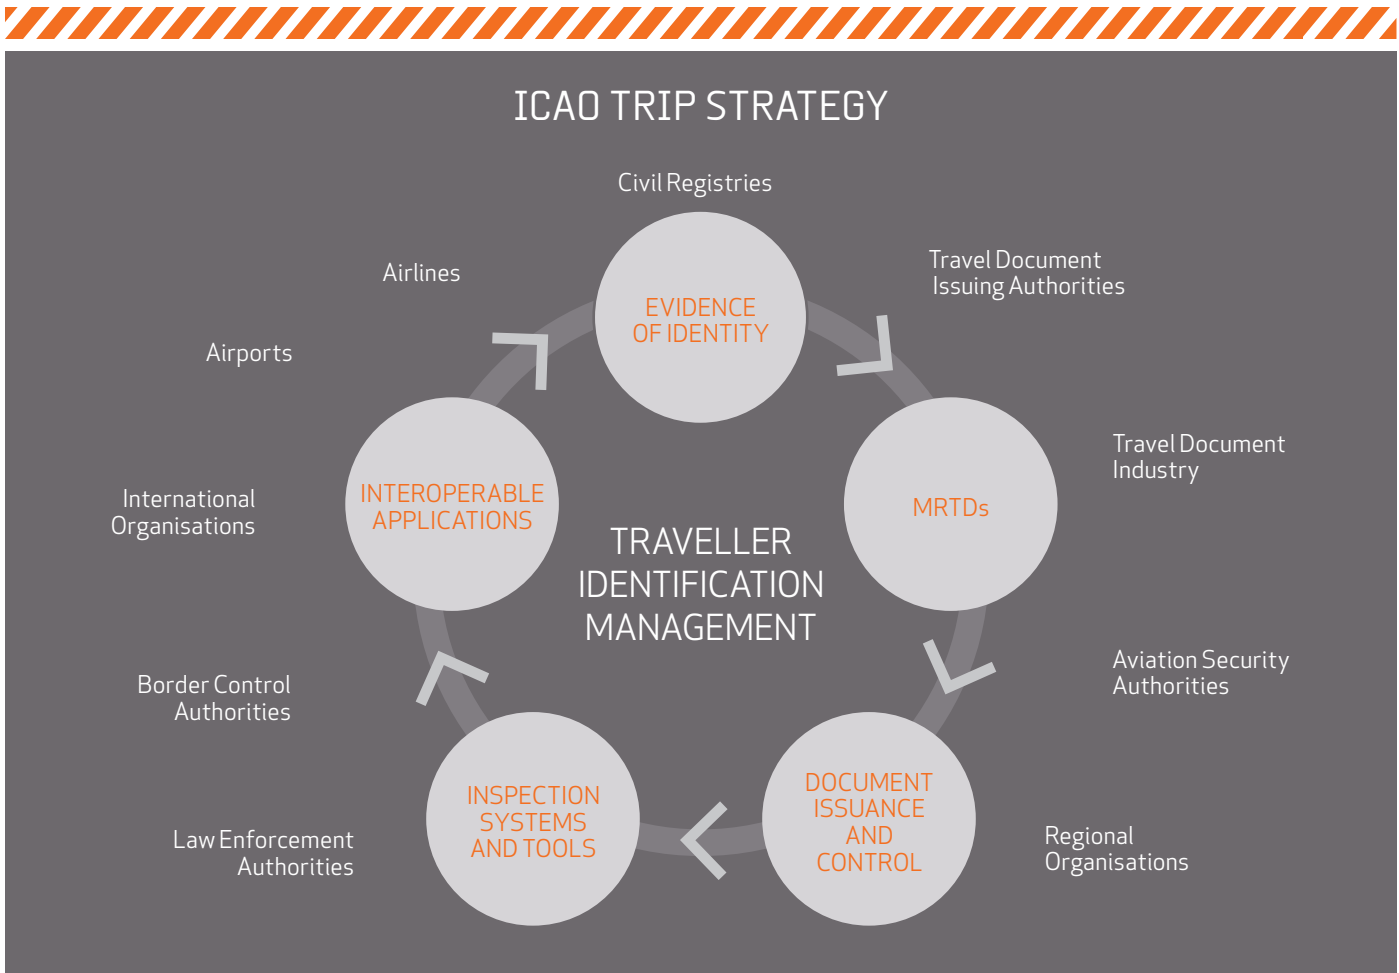 ICAO TRIP STRATEGY
Civil Registries
Airlines
Travel Document
Issuing Authorities
EVIDENCE
OF IDENTITY
Airports
Travel Document
Industry
INTEROPERABLE
APPLICATIONS
MRTDs
International
Organisations
TRAVELLER
IDENTIFICATION
MANAGEMENT
Aviation Security
Authorities
Border Control
Authorities
DOCUMENT
ISSUANCE
AND
CONTROL
INSPECTION
SYSTEMS
AND TOOLS
Law Enforcement
Authorities
Regional
Organisations